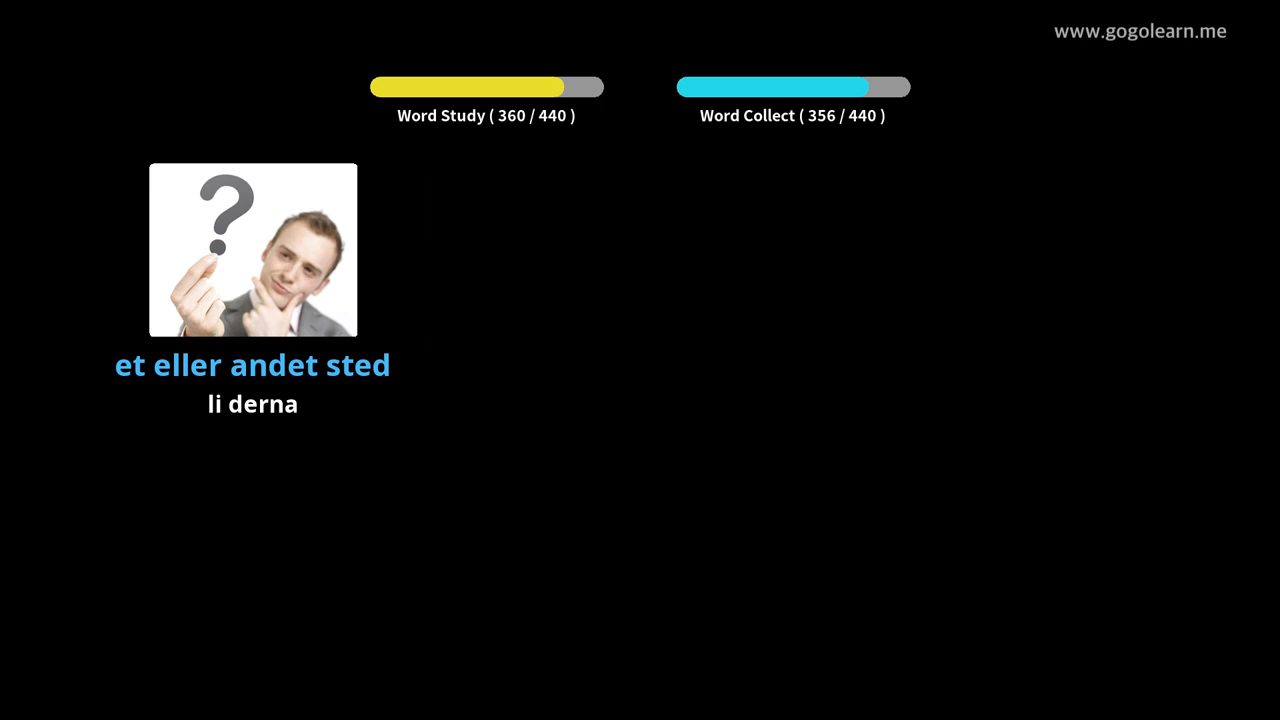 www.gogolearn.me
Word Study ( 360 / 440 )
Word Collect ( 356 / 440 )
et eller andet sted
li derna